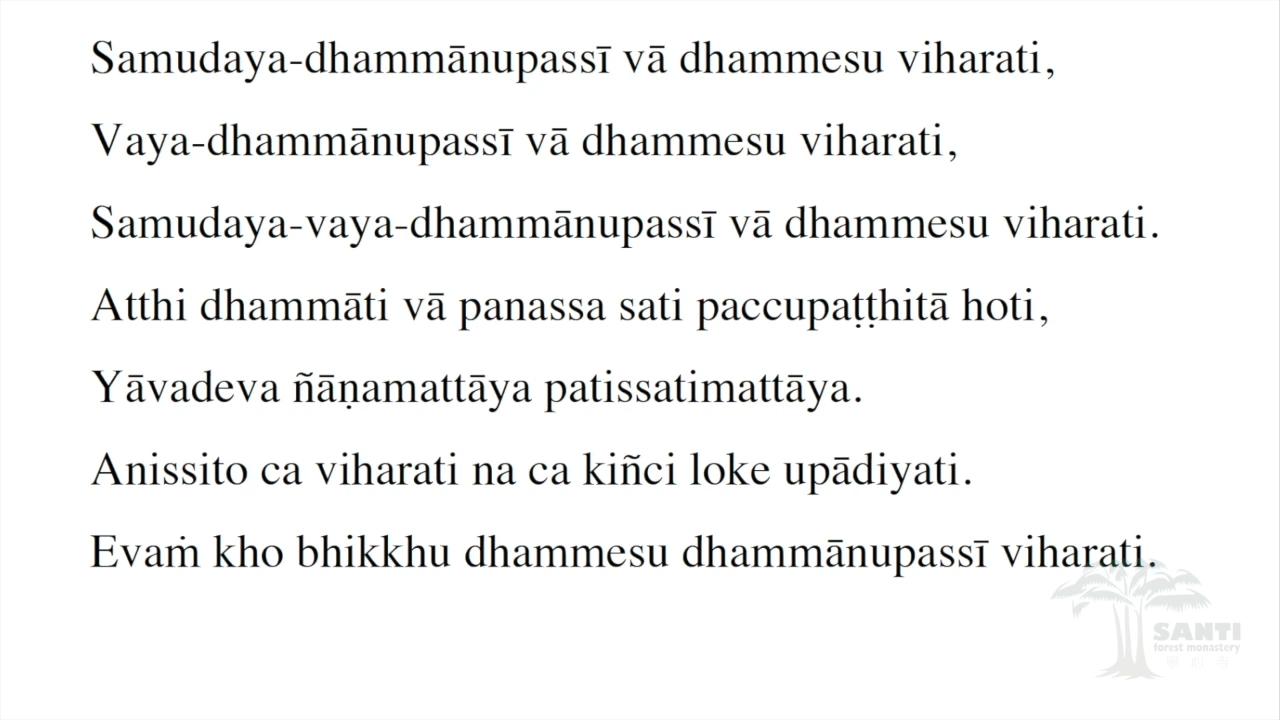 Samudaya-dhammānupassī vā dhammesu viharati,
Vaya-dhammānupassī vā dhammesu viharati,
Samudaya-vaya-dhammānupassī vā dhammesu viharati.
Atthi dhammāti vā panassa sati paccupaṭṭhitā hoti,
Yāvadeva ñāṇamattāya patissatimattāya.
Anissito ca viharati na ca kiñci loke upādiyati.
Evaṁ kho bhikkhu dhammesu dhammānupassī viharati.
SANTI
forest monastery